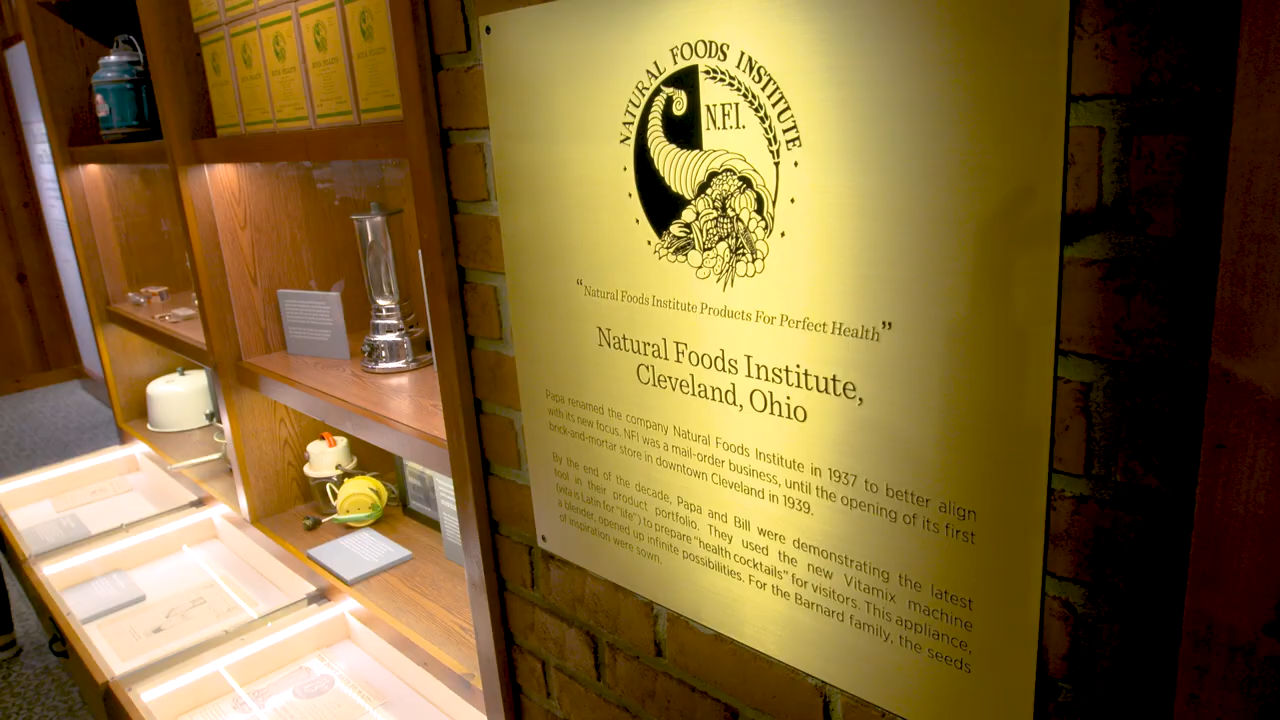 NATURAL FOODS INSTITUTE
N.F.I.
“Natural Foods Institute Products For Perfect Health”
Natural Foods Institute,
Cleveland, Ohio
Papa renamed the company Natural Foods Institute in 1937 to better align
with its new focus. NFI was a mail-order business, until the opening of its first
brick-and-mortar store in downtown Cleveland in 1939.
By the end of the decade, Papa and Bill were demonstrating the latest
tool in their product portfolio. They used the new Vitamix machine
(vita is Latin for "life") to prepare "health cocktails" for visitors. This appliance,
a blender, opened up infinite possibilities. For the Barnard family, the seeds
of inspiration were sown.